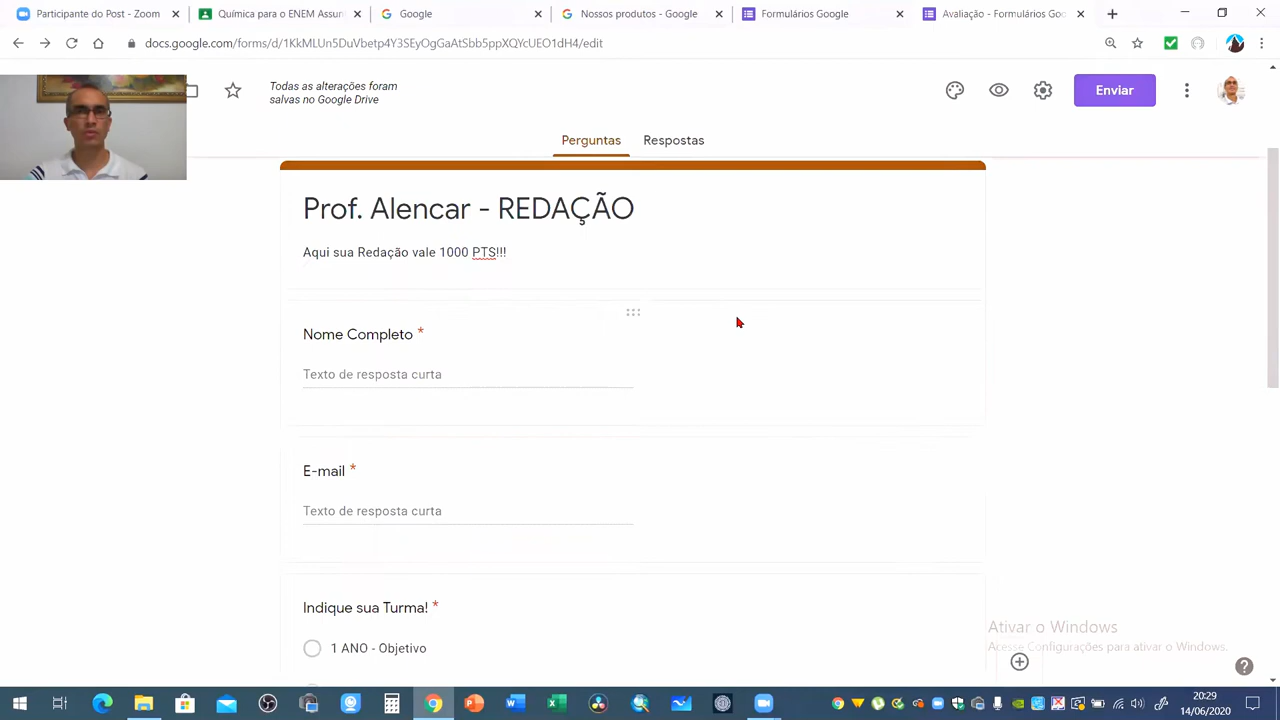 Participante do Post - Zoom
Química para o ENEM Assun
Google
Nossos produtos - Google
Formulários Google
Avaliação - Formulários Goo
docs.google.com/forms/d/1KkMLUn5DuVbetp4Y3SEyOgGaAtSbb5ppXQYcUEO1dH4/edit
Todas as alterações foram
salvas no Google Drive
Enviar
Perguntas
Respostas
Prof. Alencar - REDAÇÃO
Aqui sua Redação vale 1000 PTS!!!
Nome Completo *
Texto de resposta curta
E-mail *
Texto de resposta curta
Indique sua Turma! *
1 ANO - Objetivo
Ativar o Windows
Acesse Configurações para ativar o Windows.
20:29
14/06/2020